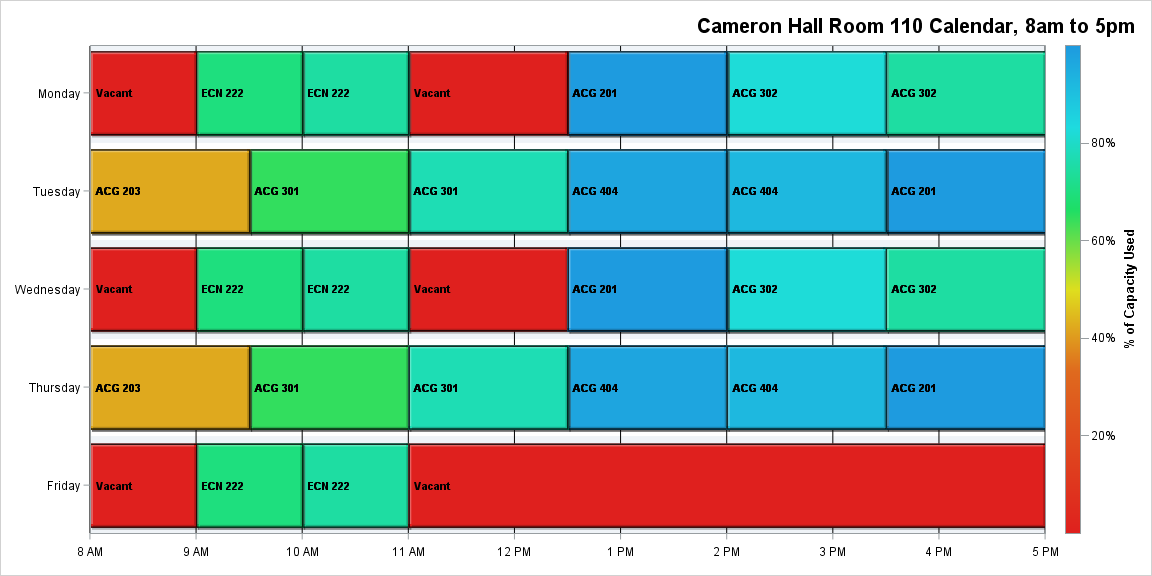 Cameron Hall Room 110 Calendar, 8am to 5pm
Monday Vacant ECN 222 ECN 222 Vacant ACG 201 ACG 302 ACG 302
80%
Tuesday ACG 203 ACG 301 ACG 301 ACG 404 ACG 404 ACG 201
60%
Wednesday Vacant ECN 222 ECN 222 Vacant ACG 201 ACG 302 ACG 302
% of Capacity Used
40%
Thursday ACG 203 ACG 301 ACG 301 ACG 404 ACG 404 ACG 201
20%
Friday Vacant ECN 222 ECN 222 Vacant
8 AM 9 AM 10 AM 11 AM 12 PM 1 PM 2 PM 3 PM 4 PM 5 PM